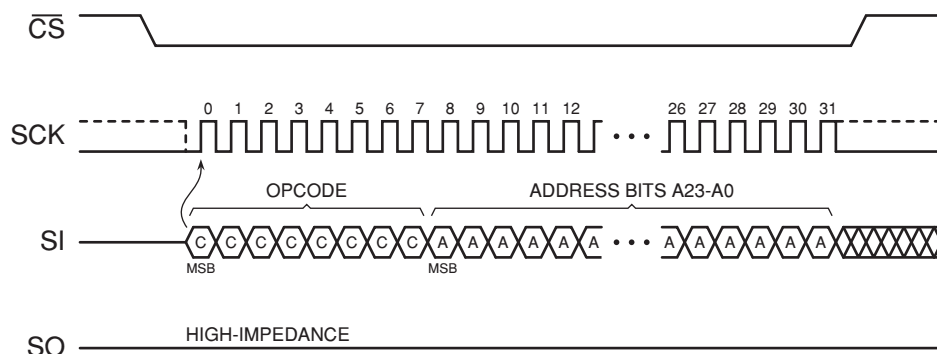 CS
0 1 2 3 4 5 6 7 8 9 10 11 12 26 27 28 29 30 31
SCK
OPCODE ADDRESS BITS A23-A0
SI C C C C C C C C A A A A A A A A A A A A
MSB MSB
HIGH-IMPEDANCE
SO